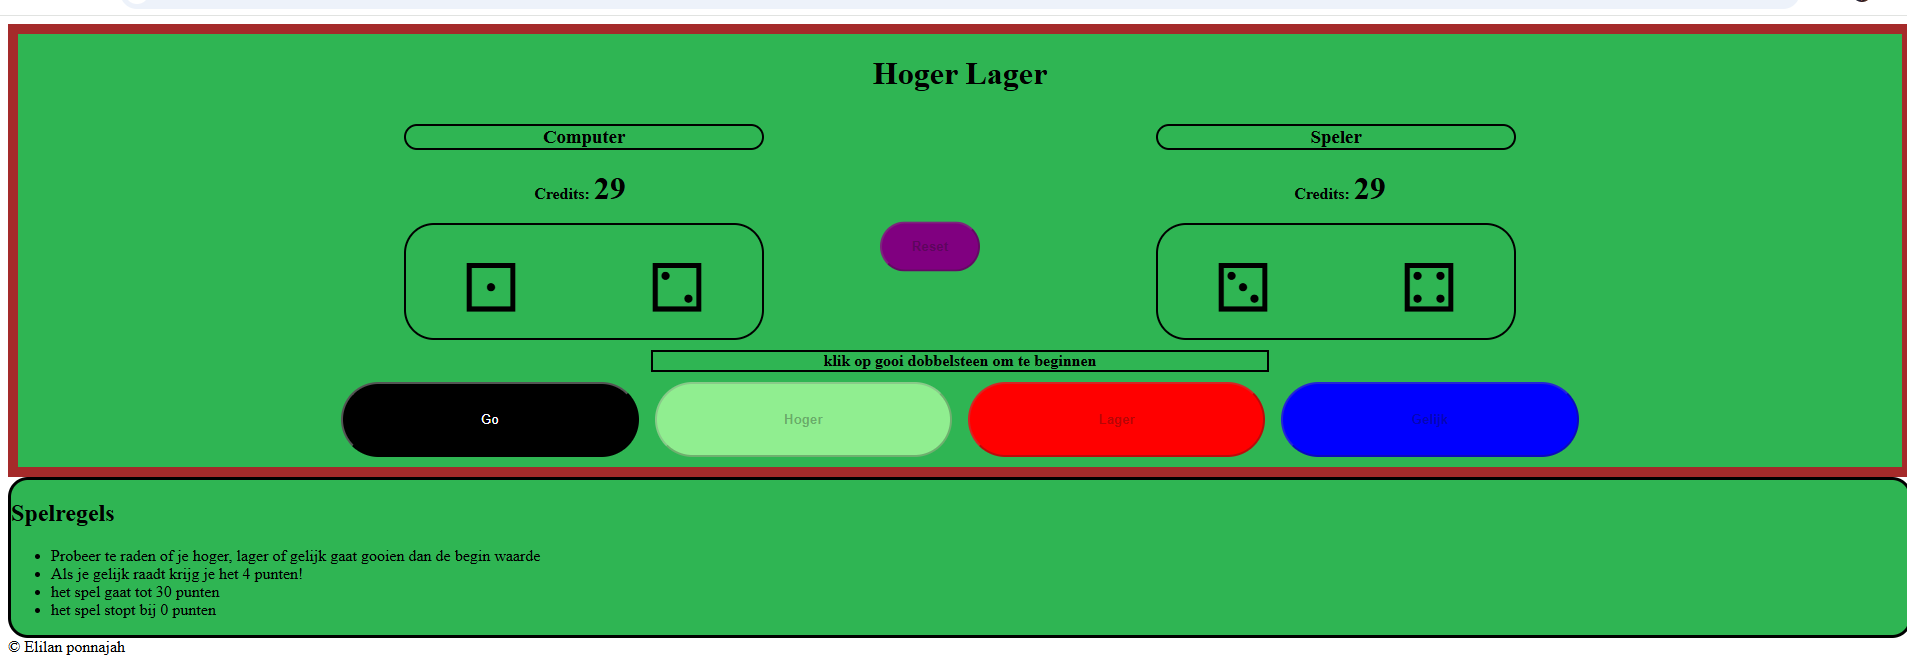 Hoger Lager
Computer
Speler
Credits: 29
Credits: 29
Reset
klik op gooi dobbelsteen om te beginnen
Go
Hoger
Lager
Gelijk
Spelregels
Probeer te raden of je hoger, lager of gelijk gaat gooien dan de begin waarde
Als je gelijk raadt krijg je het 4 punten!
het spel gaat tot 30 punten
het spel stopt bij 0 punten
© Elilan ponnajah